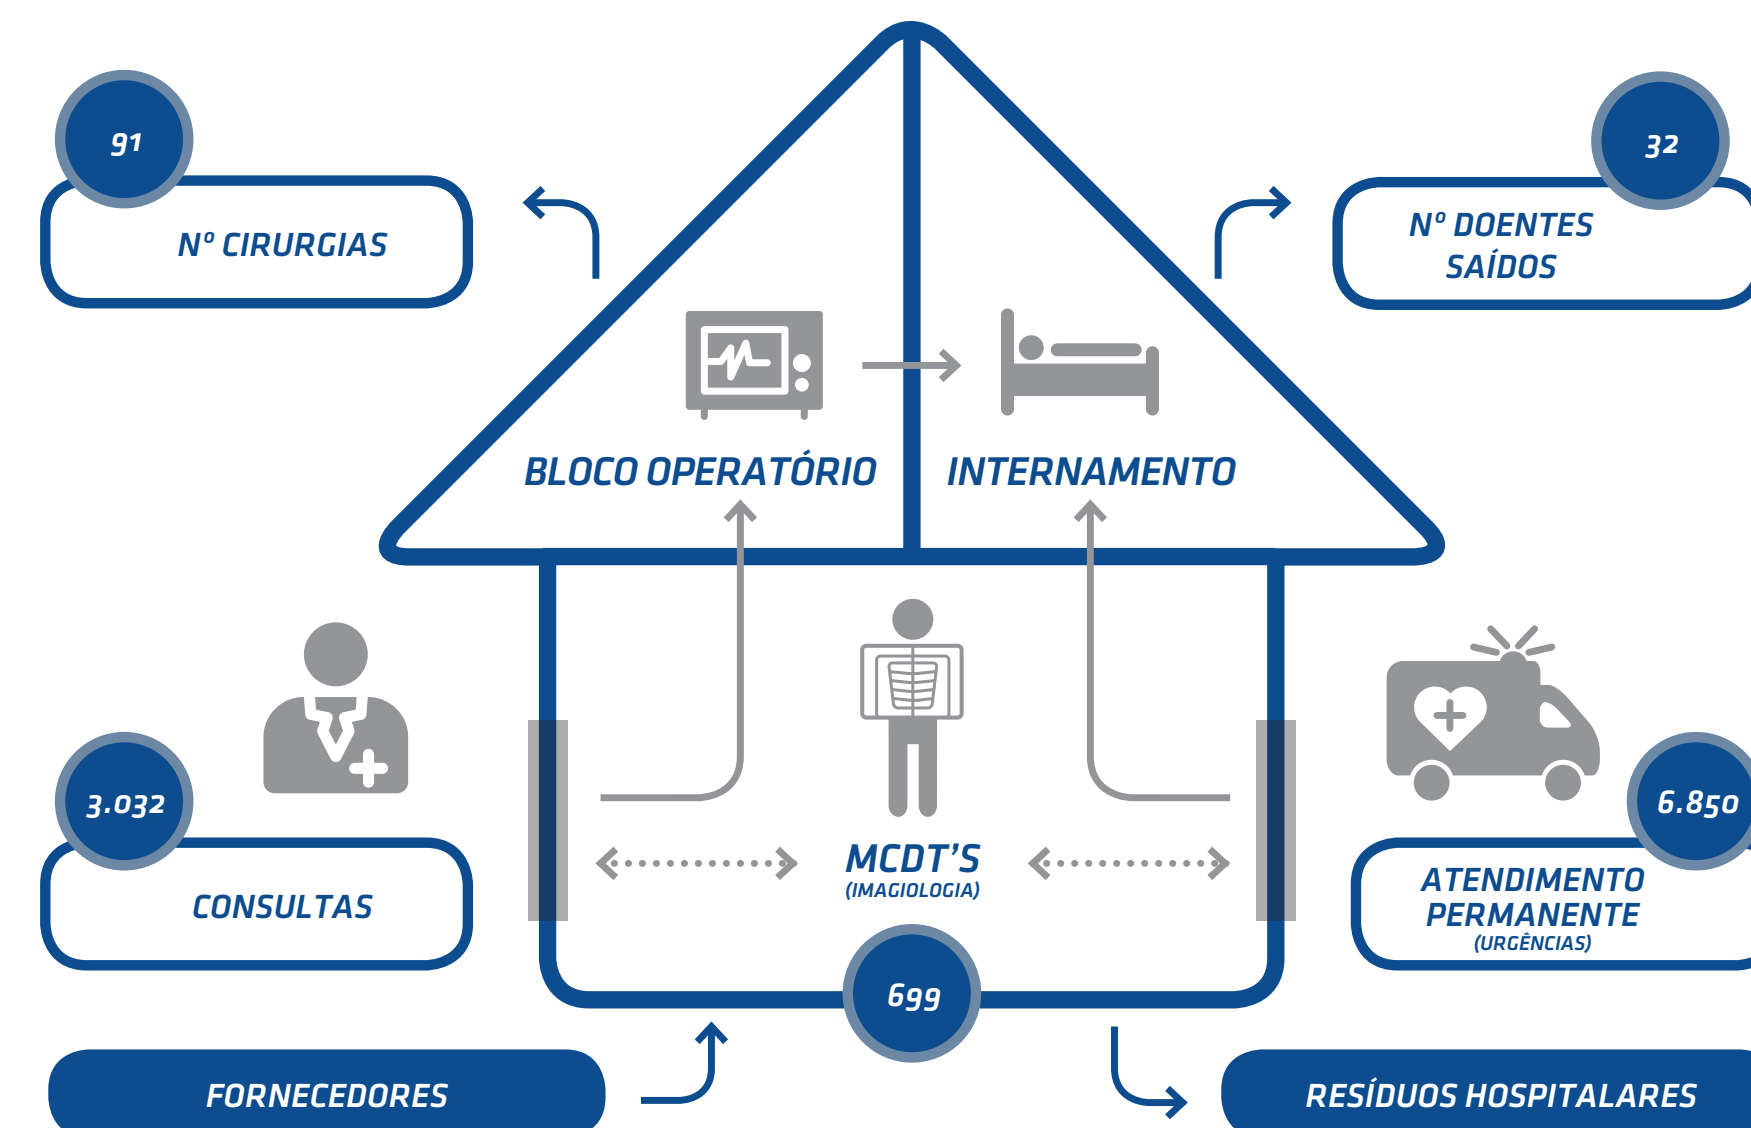 91
Nº CIRURGIAS
32
Nº DOENTES
SAÍDOS
BLOCO OPERATÓRIO
INTERNAMENTO
3.032
CONSULTAS
MCDT'S
(IMAGIOLOGIA)
699
6.850
ATENDIMENTO
PERMANENTE
(URGÊNCIAS)
FORNECEDORES
RESÍDUOS HOSPITALARES